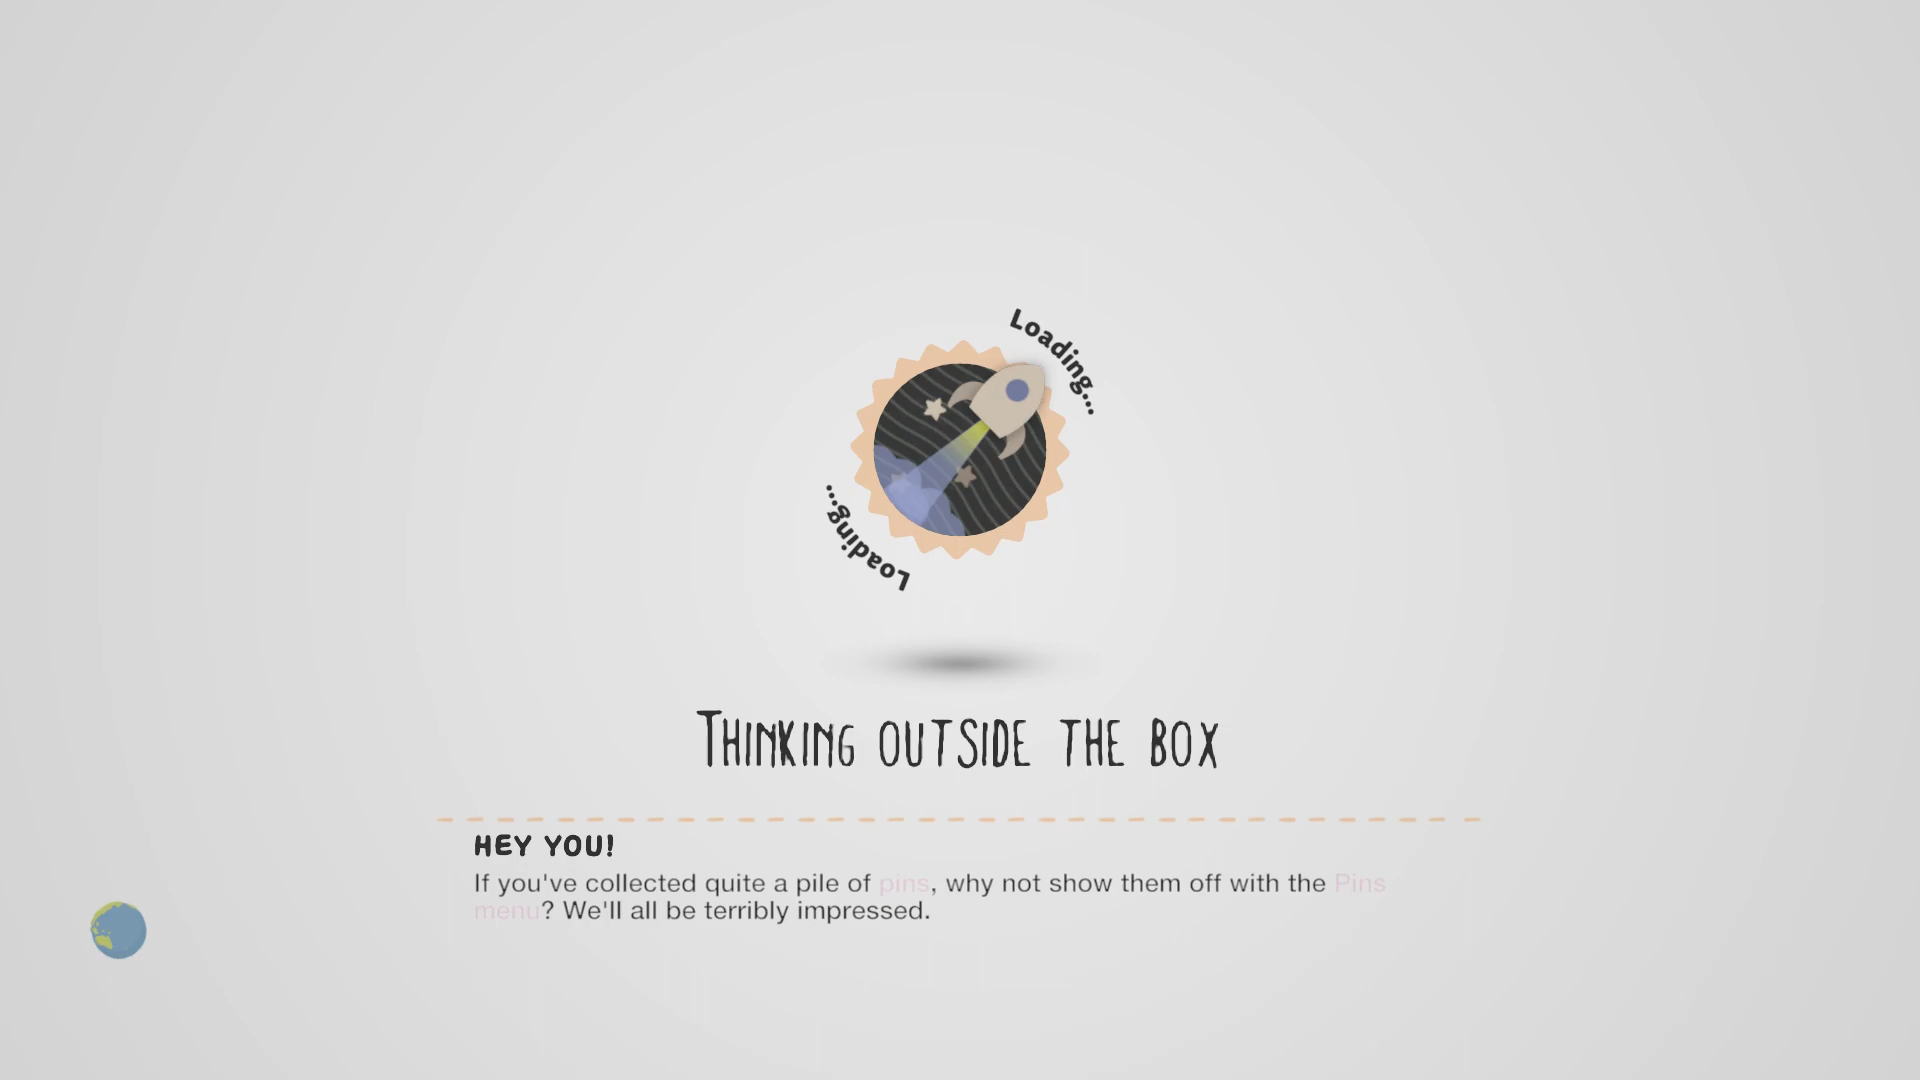 Loading...
Loading...
Thinking outside the box
HEY YOU!
If you've collected quite a pile of pins, why not show them off with the Pins
menu? We'll all be terribly impressed.